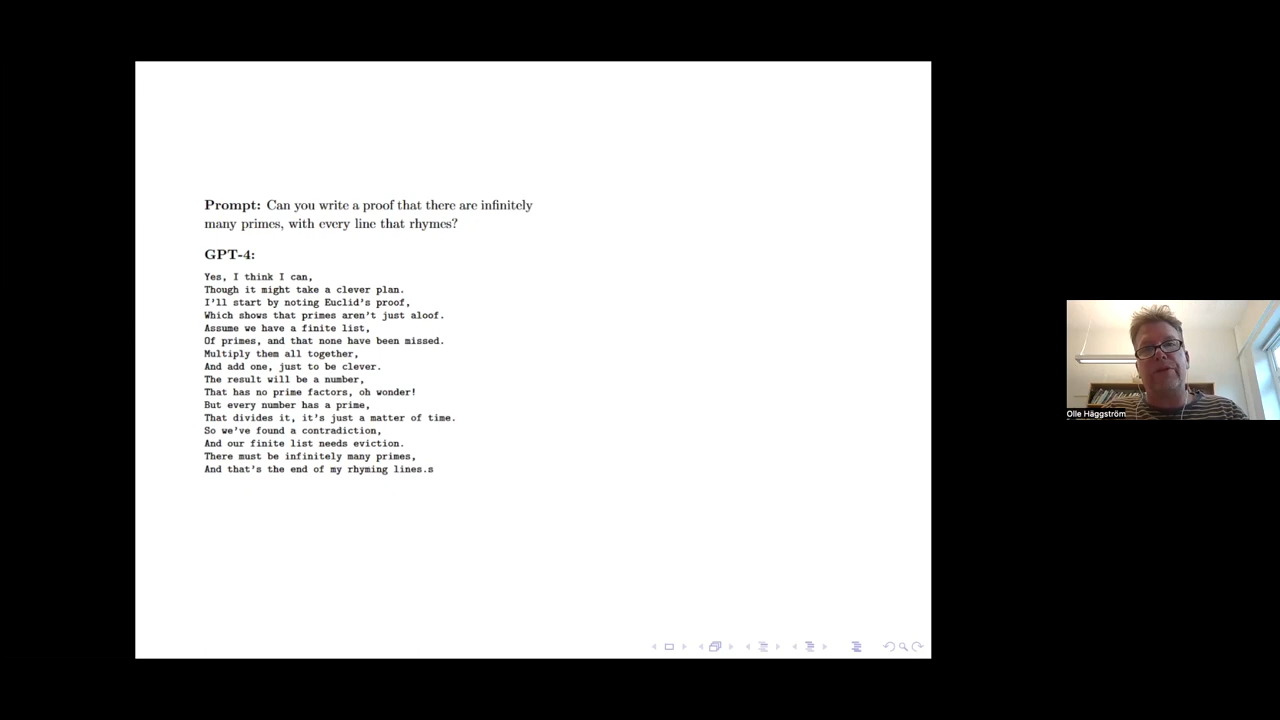 Prompt: Can you write a proof that there are infinitely
many primes, with every line that rhymes?
GPT-4:
Yes, I think I can,
Though it might take a clever plan.
I'll start by noting Euclid's proof,
Which shows that primes aren't just aloof.
Assume we have a finite list,
Of primes, and that none have been missed.
Multiply them all together,
And add one, just to be clever.
The result will be a number,
That has no prime factors, oh wonder!
But every number has a prime,
That divides it, it's just a matter of time.
So we've found a contradiction,
And our finite list needs eviction.
There must be infinitely many primes,
And that's the end of my rhyming lines.s
Olle Häggström